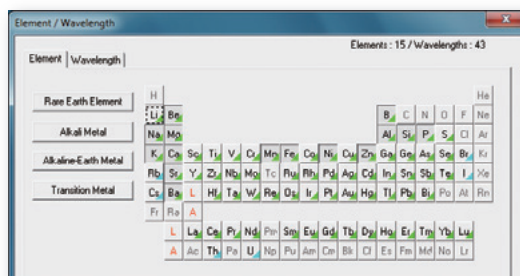 Element / Wavelength
Elements : 15 / Wavelengths : 43
Element Wavelength
Rare Earth Element
Alkali Metal
Alkaline-Earth Metal
Transition Metal
H He
Li Be B C N O F Ne
Na Mg Al Si P S Cl Ar
K Ca Sc Ti V Cr Mn Fe Co Ni Cu Zn Ga Ge As Se Br Kr
Rb Sr Y Zr Nb Mo Tc Ru Rh Pd Ag Cd In Sn Sb Te I Xe
Cs Ba L Hf Ta W Re Os Ir Pt Au Hg Tl Pb Bi Po At Rn
Fr Ra A
L La Ce Pr Nd Pm Sm Eu Gd Tb Dy Ho Er Tm Yb Lu
A Ac Th Pa U Np Pu Am Cm Bk Cf Es Fm Md No Lr